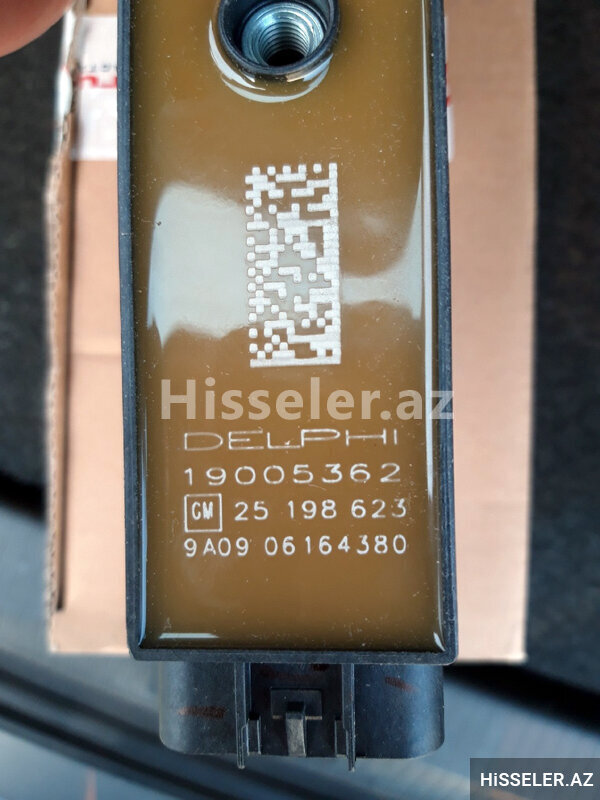 Hisseler.az
DELPHI
19005362
GM 25 198 623
9A09 06164380
HiSSELER.AZ